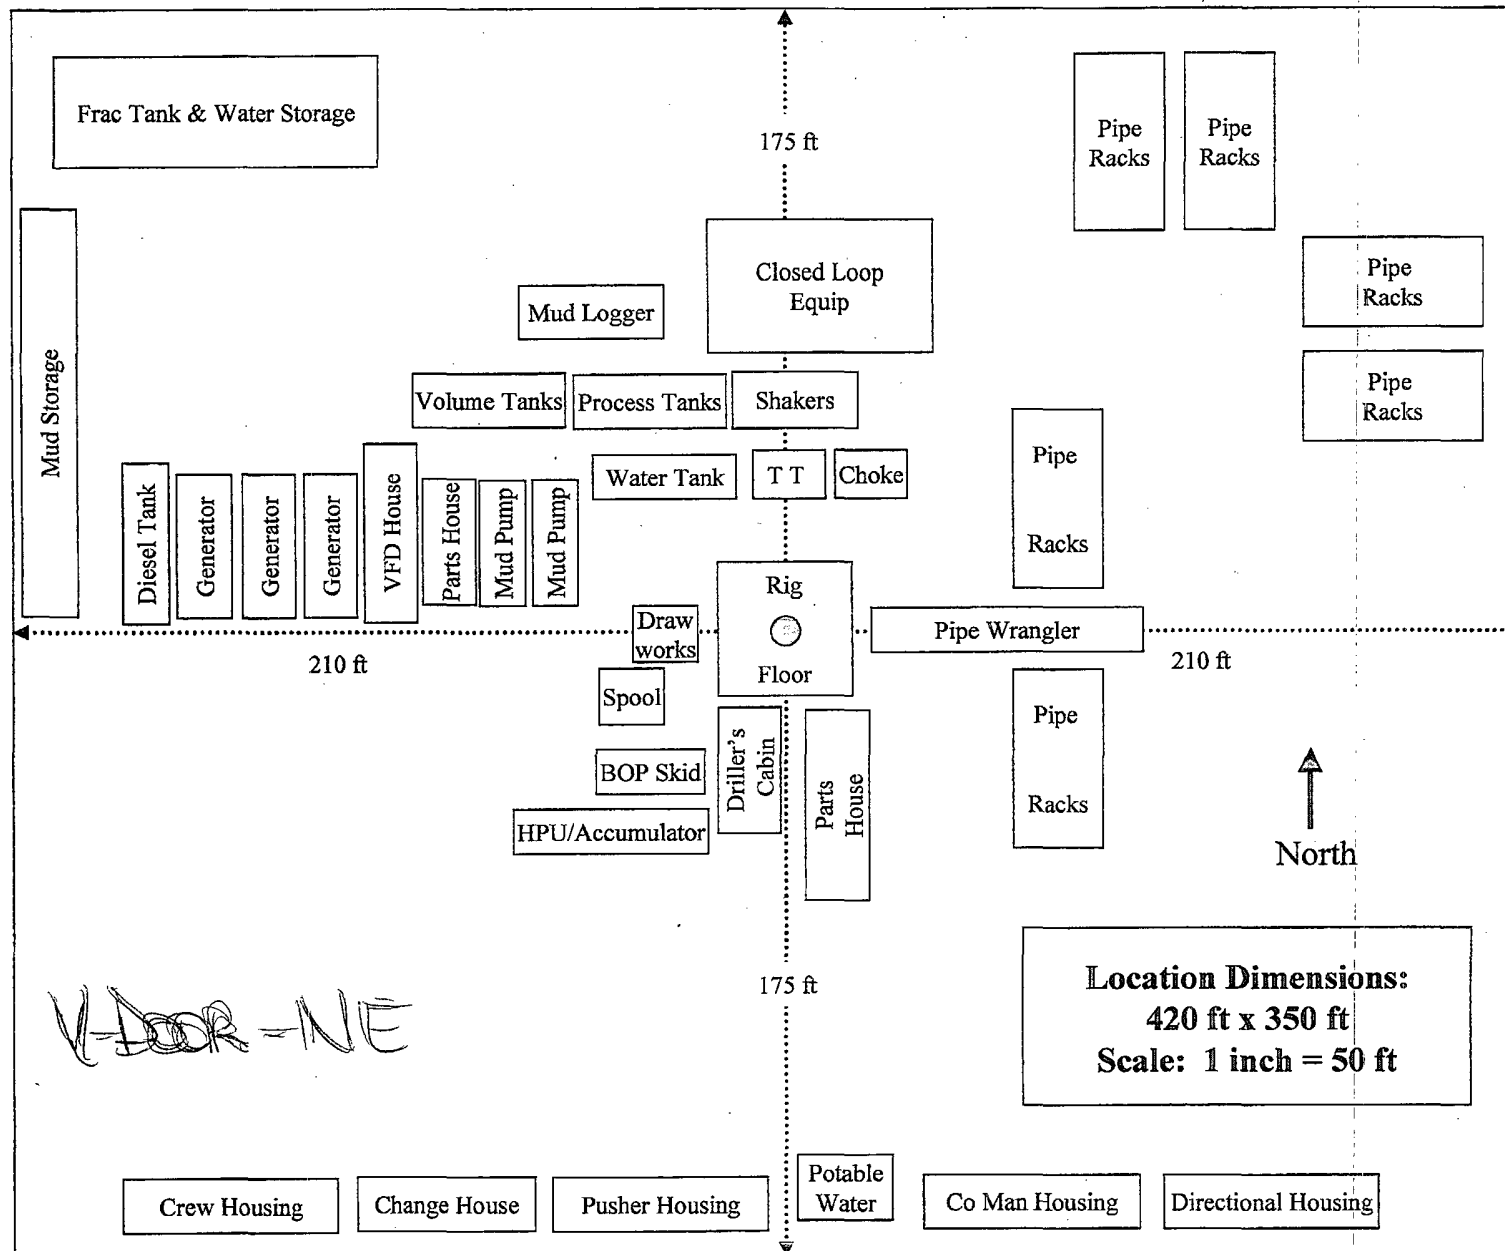 Frac Tank & Water Storage
175 ft
Pipe
Racks
Pipe
Racks
Closed Loop
Equip
Pipe
Racks
Mud Logger
Mud Storage
Volume Tanks
Process Tanks
Shakers
Pipe
Racks
Diesel Tank
Generator
Generator
Generator
VFD House
Parts House
Mud Pump
Mud Pump
Water Tank
T T
Choke
Pipe
Racks
Rig
Floor
Draw
works
Pipe Wrangler
210 ft
210 ft
Spool
BOP Skid
HPU/Accumulator
Driller's
Cabin
Parts
House
Pipe
Racks
North
V-DOOR-NE
175 ft
Location Dimensions:
420 ft x 350 ft
Scale: 1 inch = 50 ft
Crew Housing
Change House
Pusher Housing
Potable
Water
Co Man Housing
Directional Housing